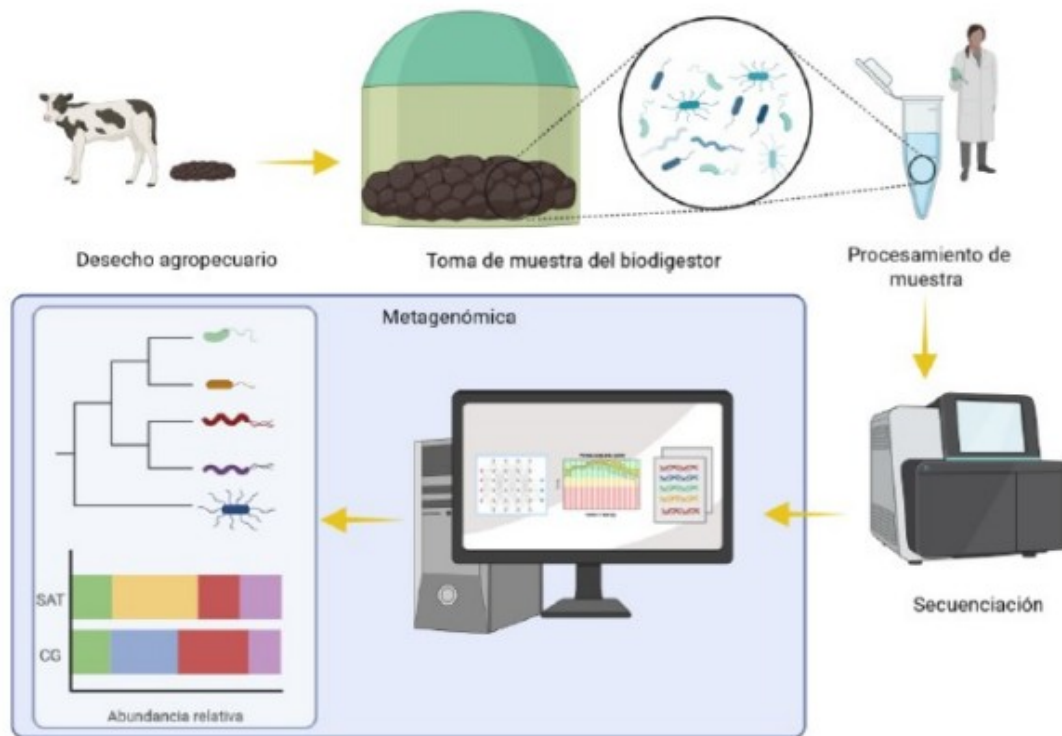 Desecho agropecuario
Toma de muestra del biodigestor
Procesamiento de
muestra
Metagenómica
SAT
CG
Abundancia relativa
Secuenciación